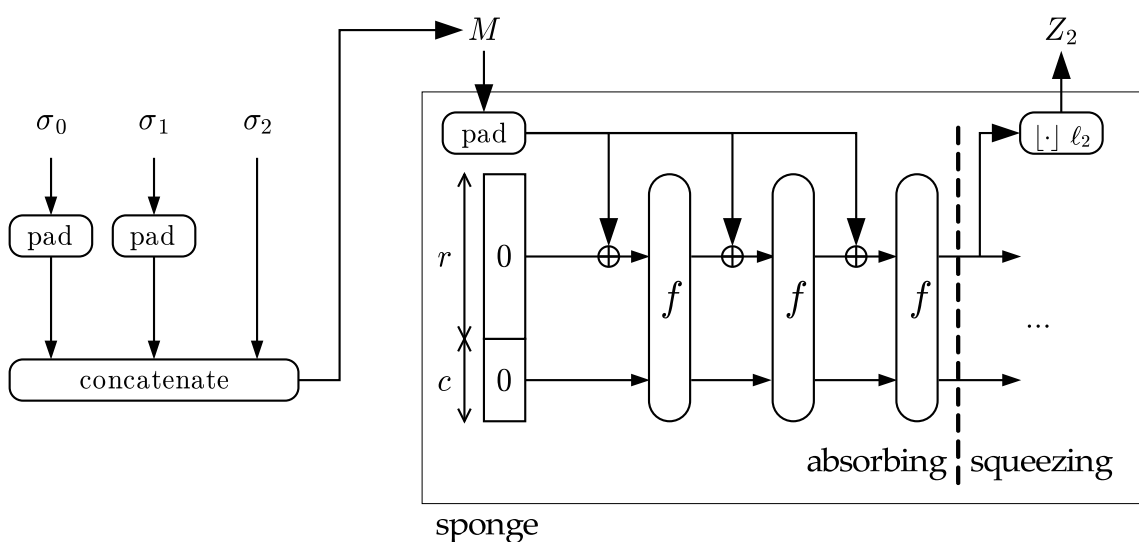 M
Z₂
σ₀ σ₁ σ₂
pad
⌊·⌋ ℓ₂
pad pad
r
0
f f f
...
concatenate
c
0
absorbing squeezing
sponge